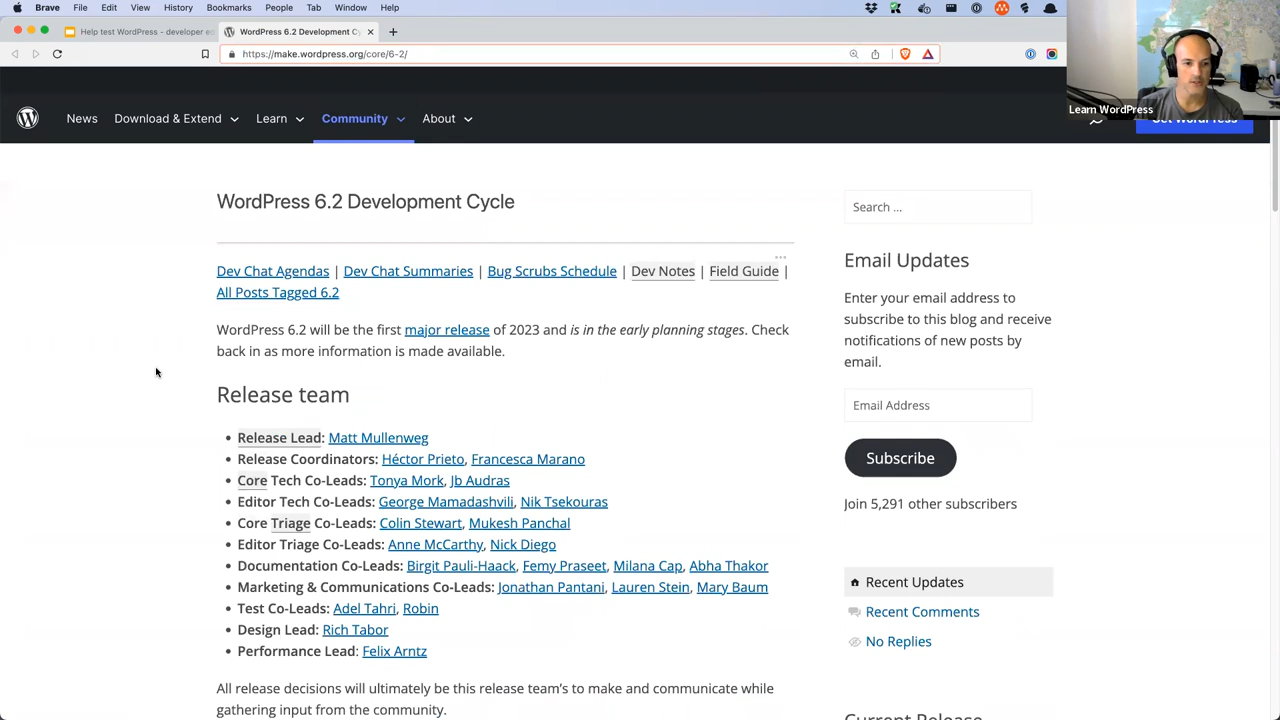 Brave File Edit View History Bookmarks People Tab Window Help
Help test WordPress - developer e
WordPress 6.2 Development C
https://make.wordpress.org/core/6-2/
Learn WordPress
News Download & Extend Learn Community About
Get WordPress
WordPress 6.2 Development Cycle
Dev Chat Agendas | Dev Chat Summaries | Bug Scrubs Schedule | Dev Notes | Field Guide |
All Posts Tagged 6.2
WordPress 6.2 will be the first major release of 2023 and is in the early planning stages. Check
back in as more information is made available.
Release team
• Release Lead: Matt Mullenweg
• Release Coordinators: Héctor Prieto, Francesca Marano
• Core Tech Co-Leads: Tonya Mork, Jb Audras
• Editor Tech Co-Leads: George Mamadashvili, Nik Tsekouras
• Core Triage Co-Leads: Colin Stewart, Mukesh Panchal
• Editor Triage Co-Leads: Anne McCarthy, Nick Diego
• Documentation Co-Leads: Birgit Pauli-Haack, Femy Praseet, Milana Cap, Abha Thakor
• Marketing & Communications Co-Leads: Jonathan Pantani, Lauren Stein, Mary Baum
• Test Co-Leads: Adel Tahri, Robin
• Design Lead: Rich Tabor
• Performance Lead: Felix Arntz
All release decisions will ultimately be this release team's to make and communicate while
gathering input from the community.
Search ...
Email Updates
Enter your email address to
subscribe to this blog and receive
notifications of new posts by
email.
Email Address
Subscribe
Join 5,291 other subscribers
Recent Updates
Recent Comments
No Replies
Current Release